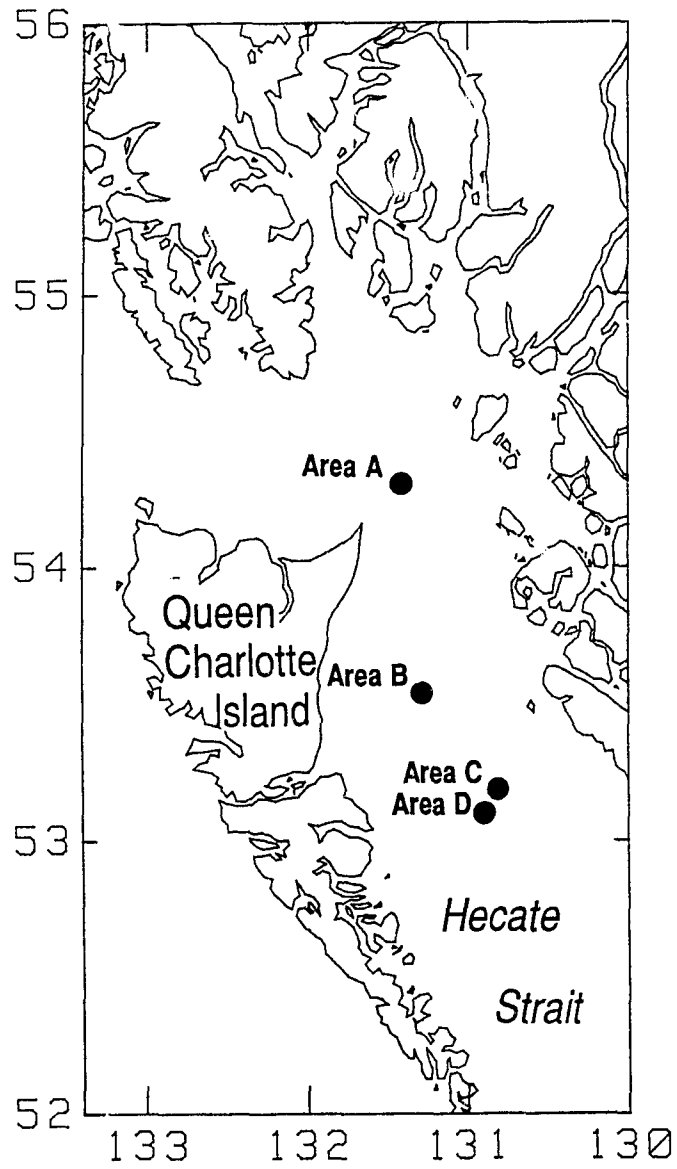 56
55
Area A
54
Queen
Charlotte
Island
Area B
Area C
Area D
53
Hecate
Strait
52
133 132 131 130